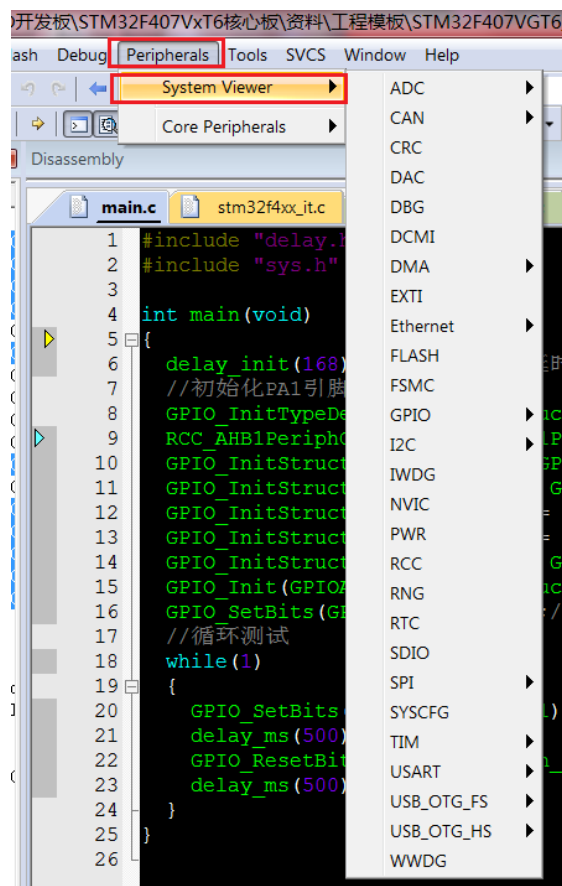 开发板\STM32F407VxT6核心板\资料\工程模板\STM32F407VGT6
ash Debug Peripherals Tools SVCS Window Help
System Viewer
Core Peripherals
Disassembly
main.c stm32f4xx_it.c
1 #include "delay.h
2 #include "sys.h"
3
4 int main(void)
5 {
6 delay_init(168)
7 //初始化PA1引脚
8 GPIO_InitTypeDe
9 RCC_AHB1Periph
10 GPIO_InitStruct
11 GPIO_InitStruct G
12 GPIO_InitStruct =
13 GPIO_InitStruct =
14 GPIO_InitStruct G
15 GPIO_Init(GPIOA
16 GPIO_SetBits(G /
17 //循环测试
18 while(1)
19 {
20 GPIO_SetBits 1)
21 delay_ms(500)
22 GPIO_ResetBit n_
23 delay_ms(500)
24 }
25 }
26
ADC
CAN
CRC
DAC
DBG
DCMI
DMA
EXTI
Ethernet
FLASH
FSMC
GPIO
I2C
IWDG
NVIC
PWR
RCC
RNG
RTC
SDIO
SPI
SYSCFG
TIM
USART
USB_OTG_FS
USB_OTG_HS
WWDG